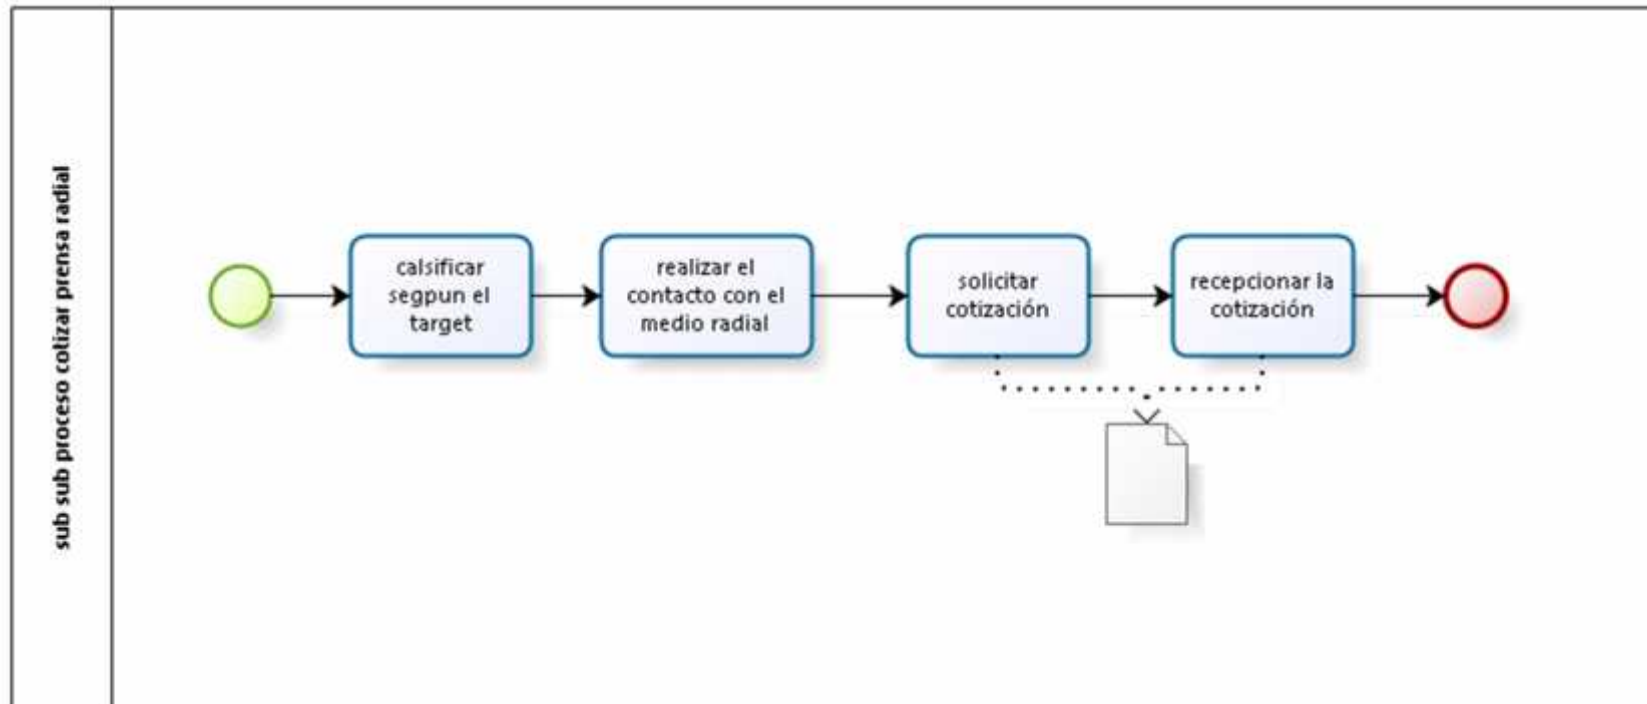 sub sub proceso cotizar prensa radial
calsificar
segpun el
target
realizar el
contacto con el
medio radial
solicitar
cotización
recepcionar la
cotización